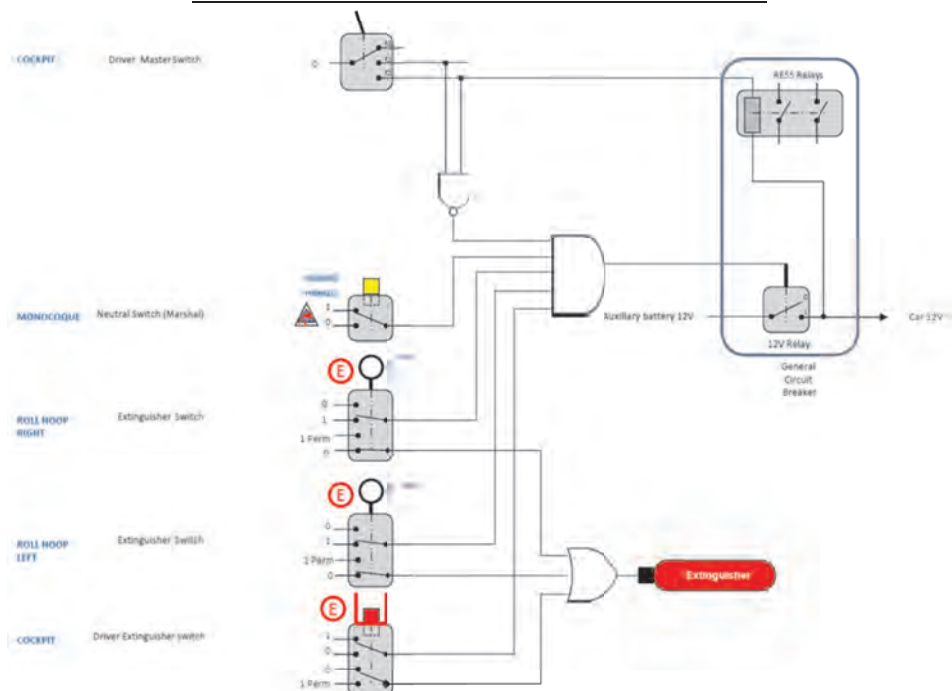 COCKPIT Driver Master Switch
0
RESS Relays
MONOCOQUE Neutral Switch (Marshal)
1
0
Auxiliary battery 12V
Car 12V
12V Relay
General
Circuit
Breaker
E
ROLL HOOP
RIGHT
Extinguisher Switch
0
1
1 Perm
0
E
ROLL HOOP
LEFT
Extinguisher Switch
0
1
1 Perm
0
Extinguisher
E
COCKPIT Driver Extinguisher switch
1
0
0
1 Perm